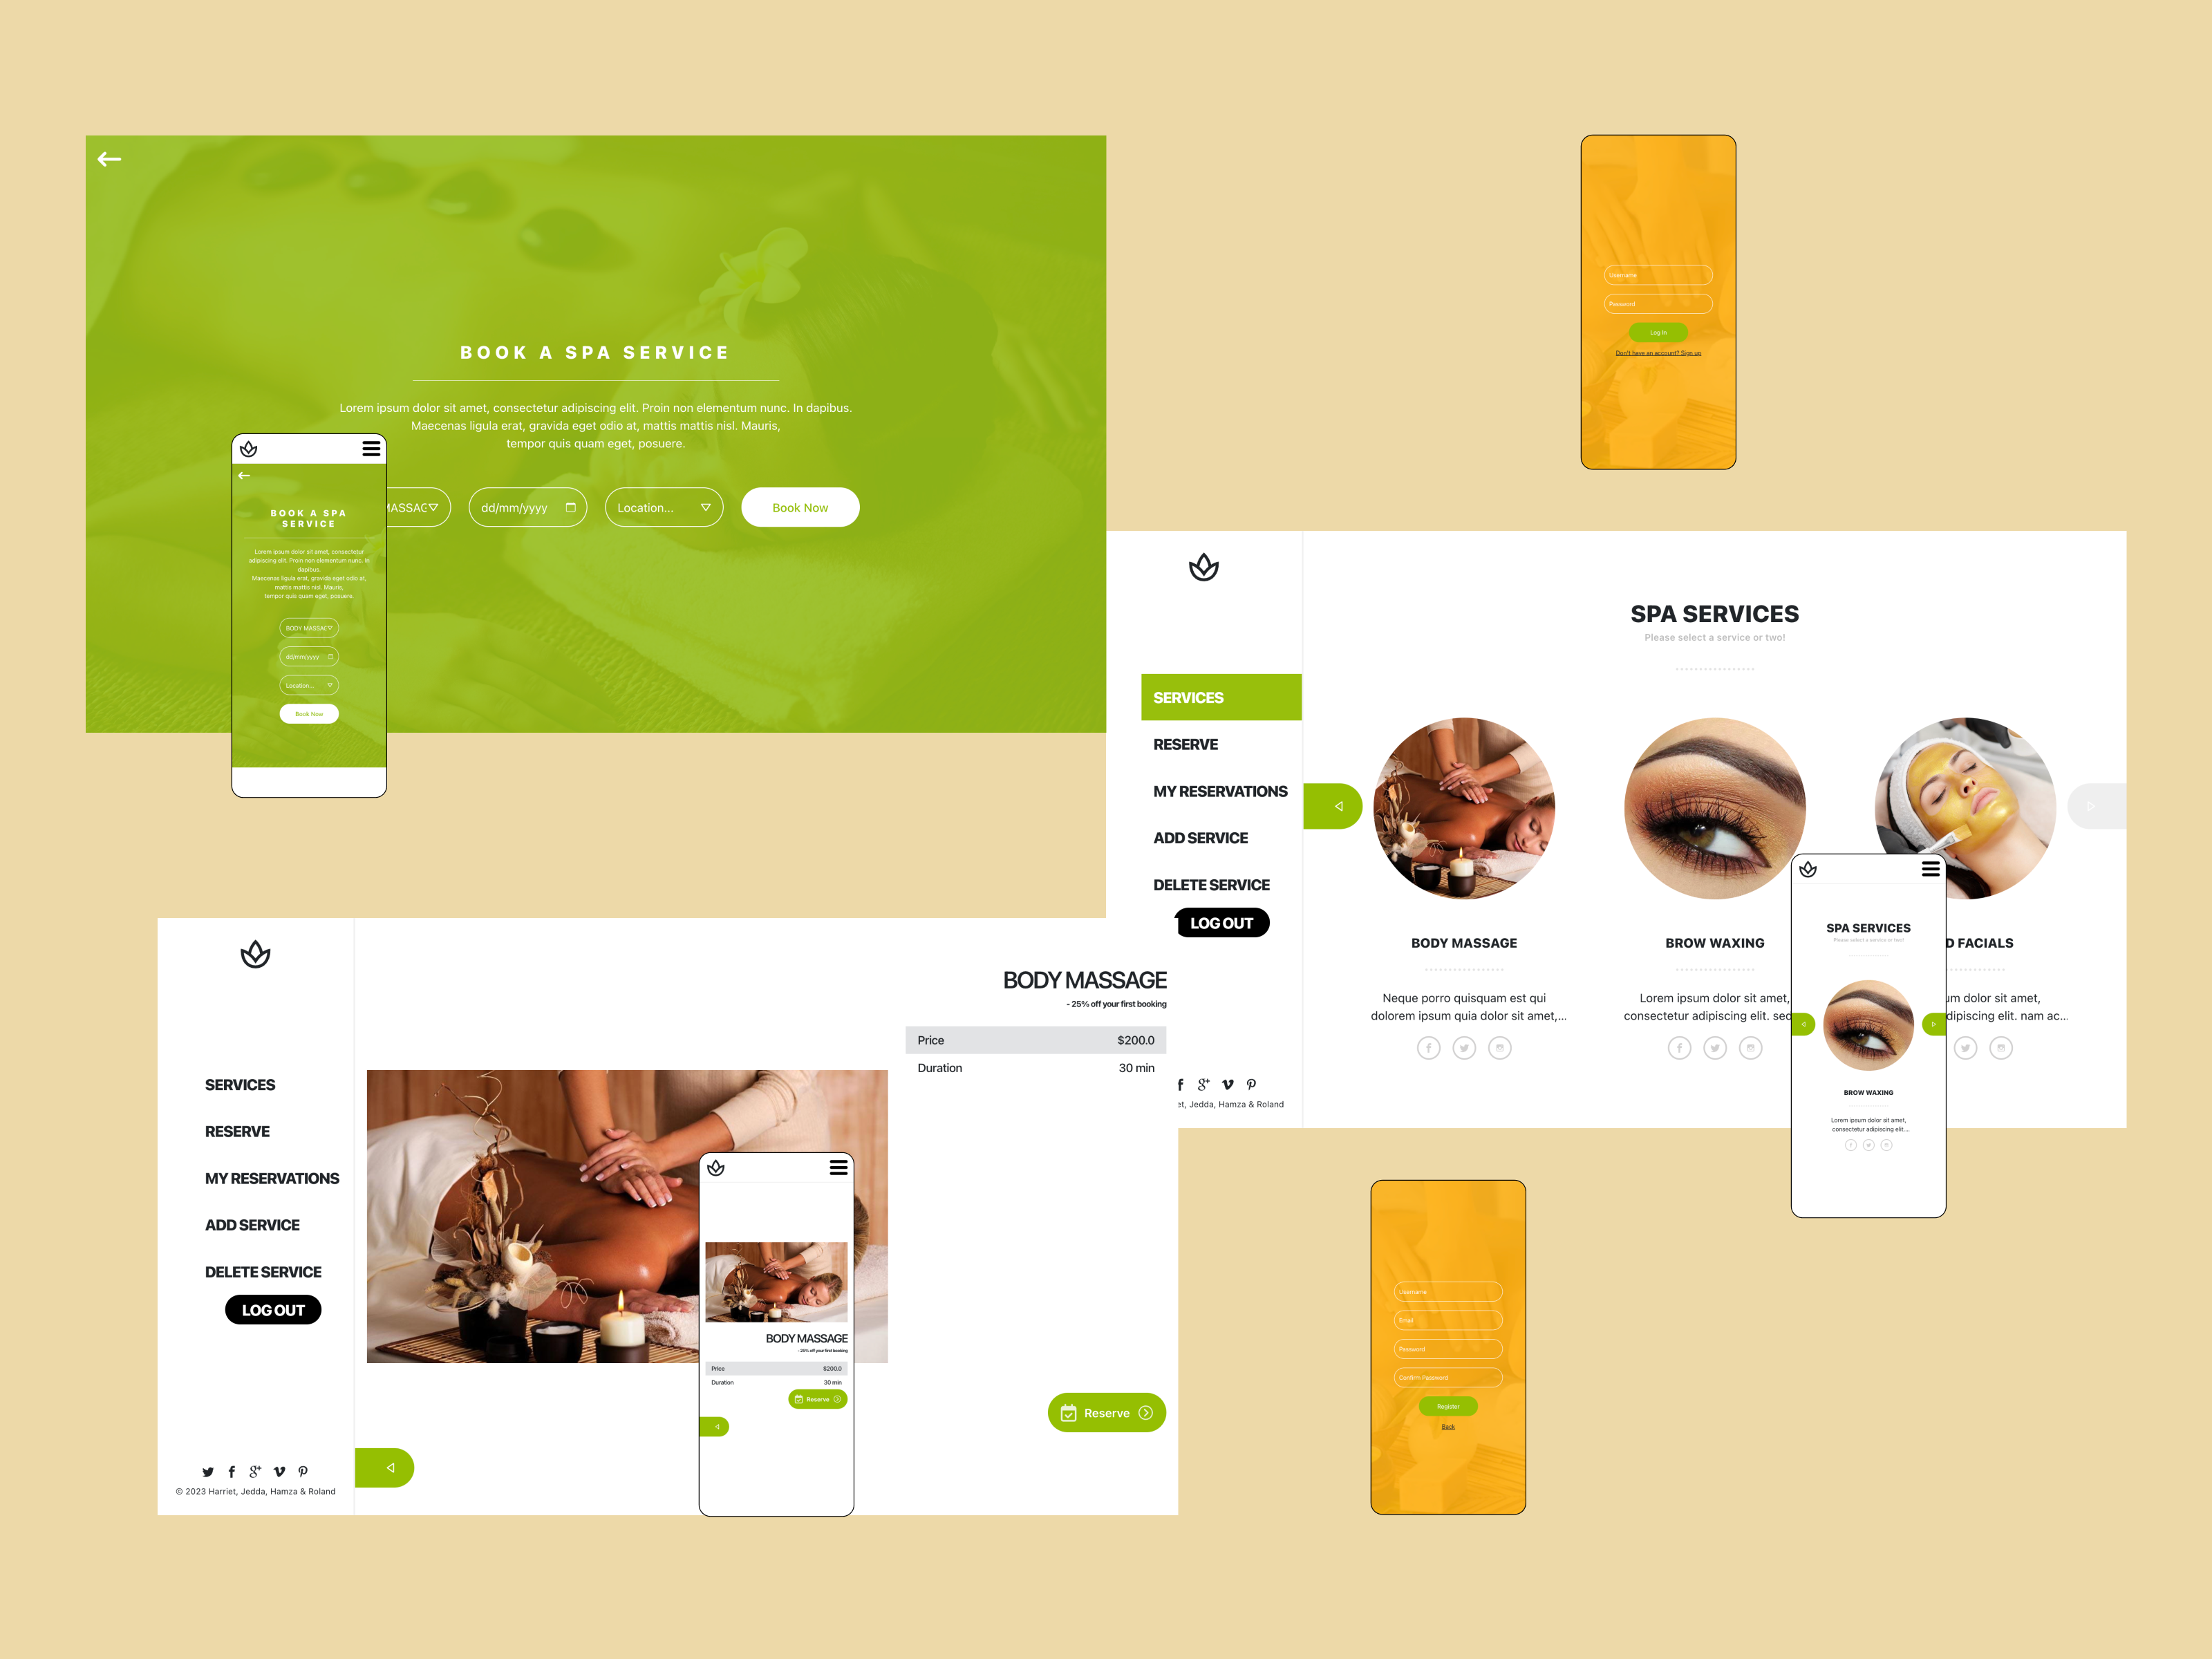 BOOK A SPA SERVICE
Lorem ipsum dolor sit amet, consectetur adipiscing elit. Proin non elementum nunc. In dapibus.
Maecenas ligula erat, gravida eget odio at, mattis mattis nisl. Mauris,
tempor quis quam eget, posuere.
dd/mm/yyyy
Location...
Book Now
BOOK A SPA
SERVICE
Lorem ipsum dolor sit amet, consectetur
adipiscing elit. Proin non elementum nunc. In
dapibus.
Maecenas ligula erat, gravida eget odio at,
mattis mattis nisl. Mauris,
tempor quis quam eget, posuere.
BODY MASSAG
dd/mm/yyyy
Location...
Book Now
Username
Password
Log In
Don't have an account? Sign up
SERVICES
RESERVE
MY RESERVATIONS
ADD SERVICE
DELETE SERVICE
LOG OUT
Jedda, Hamza & Roland
SPA SERVICES
Please select a service or two!
BODY MASSAGE
Neque porro quisquam est qui
dolorem ipsum quia dolor sit amet,...
BROW WAXING
Lorem ipsum dolor sit amet,
consectetur adipiscing elit. sed
D FACIALS
dolor sit amet,
dipiscing elit. nam ac...
SPA SERVICES
Please select a service or two!
BROW WAXING
Lorem ipsum dolor sit amet,
consectetur adipiscing elit....
SERVICES
RESERVE
MY RESERVATIONS
ADD SERVICE
DELETE SERVICE
LOG OUT
© 2023 Harriet, Jedda, Hamza & Roland
BODY MASSAGE
- 25% off your first booking
Price $200.0
Duration 30 min
Reserve
BODY MASSAGE
- 25% off your first booking
Price $200.0
Duration 30 min
Reserve
Username
Email
Password
Confirm Password
Register
Back